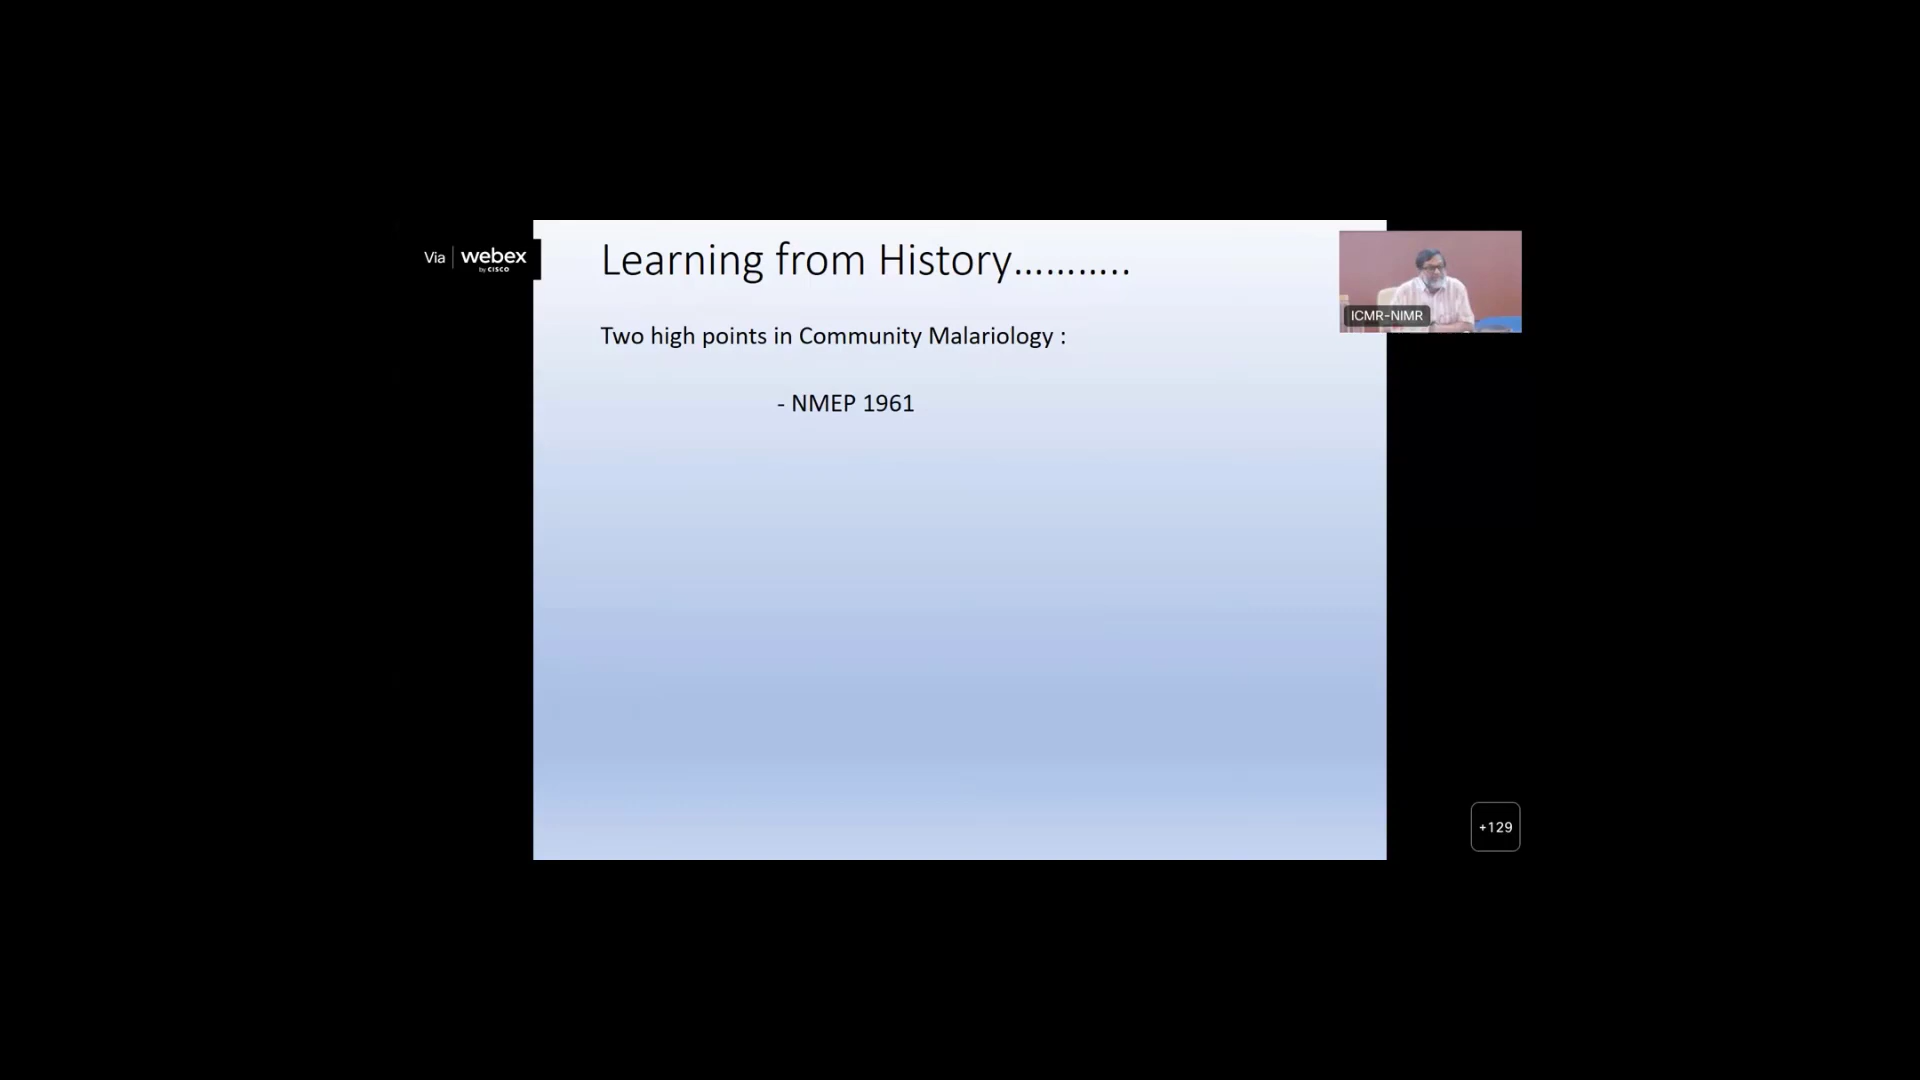 Via webex
by CISCO
Learning from History...........
ICMR-NIMR
Two high points in Community Malariology :
- NMEP 1961
+129